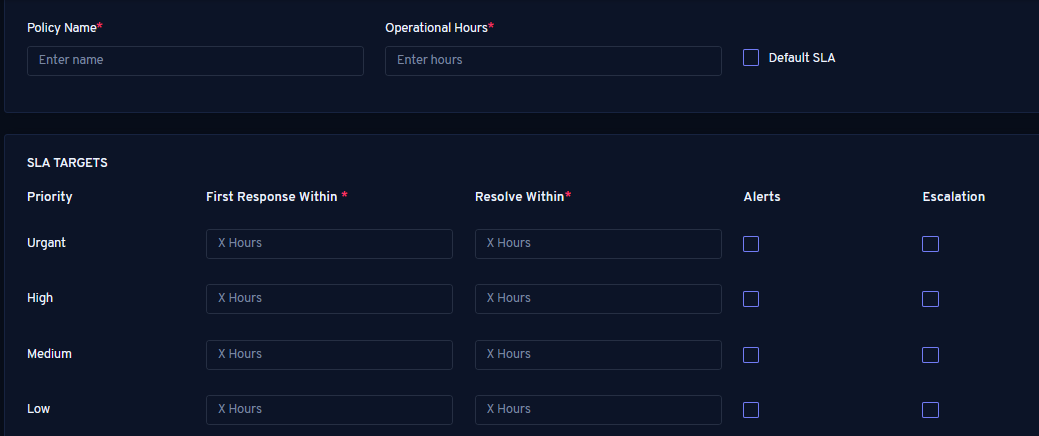 Policy Name* Operational Hours*
Enter name Enter hours Default SLA
SLA TARGETS
Priority First Response Within * Resolve Within* Alerts Escalation
Urgant X Hours X Hours
High X Hours X Hours
Medium X Hours X Hours
Low X Hours X Hours